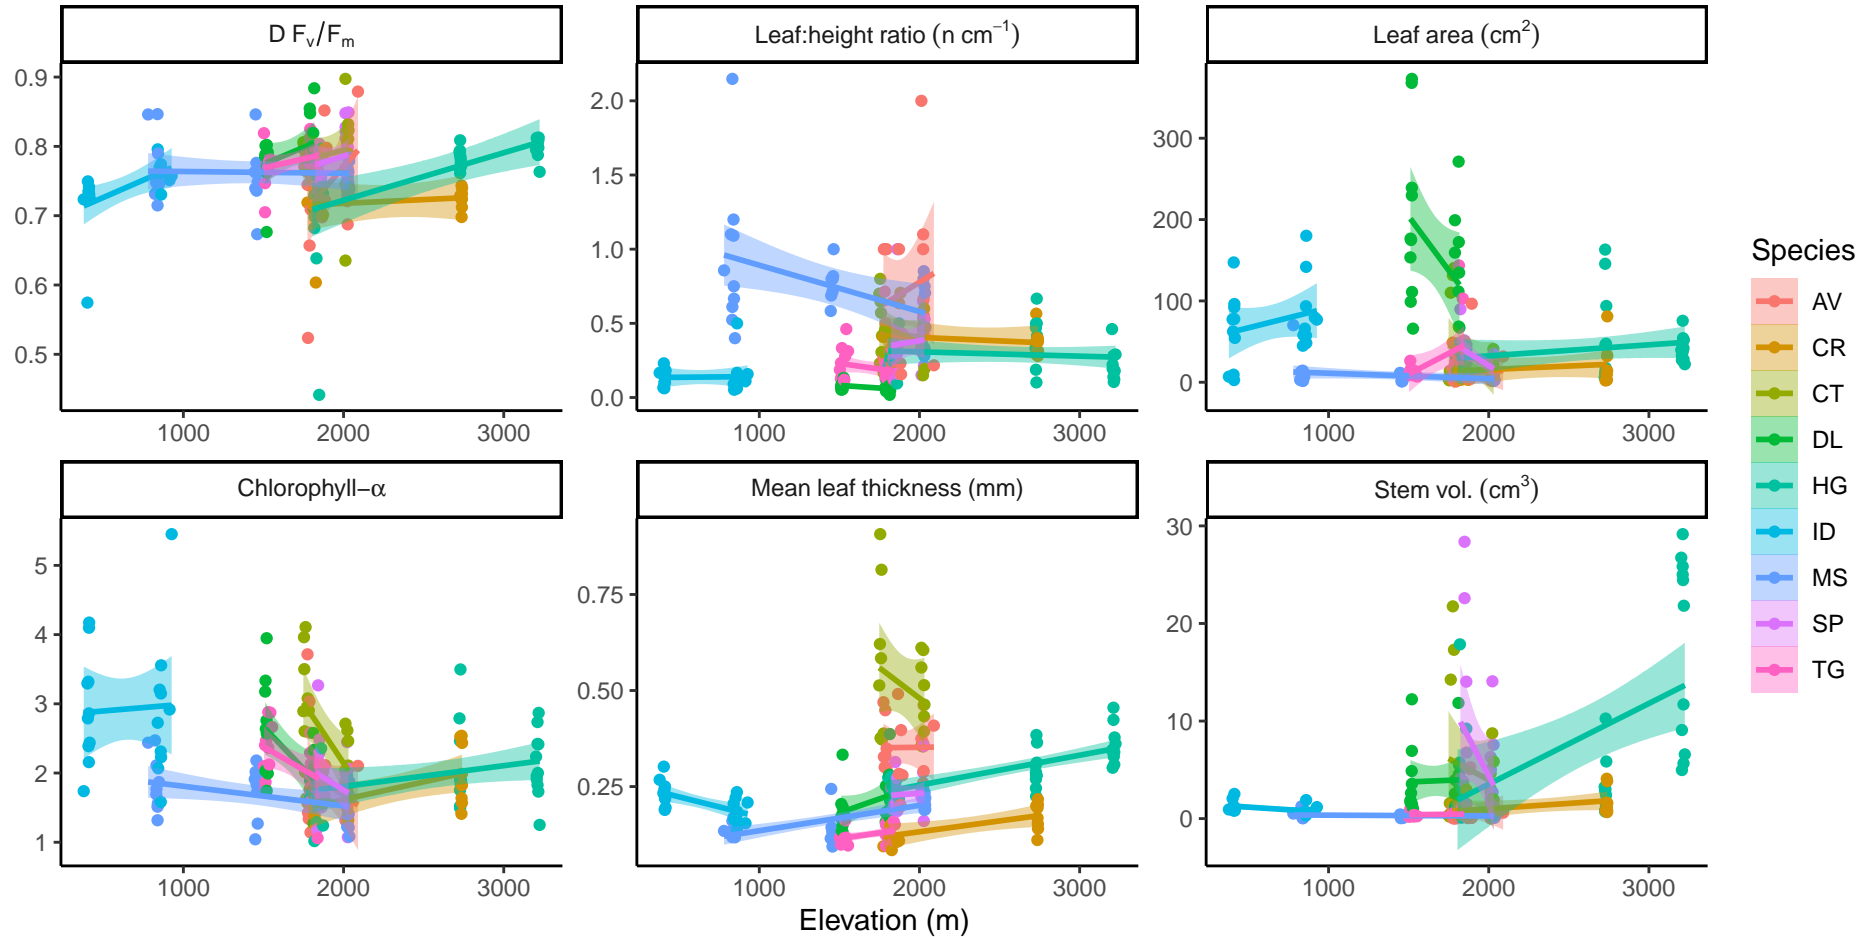 D Fv/Fm
Leaf:height ratio (n cm−1)
Leaf area (cm2)
0.9
0.8
0.7
0.6
0.5
1000
2000
3000
2.0
1.5
1.0
0.5
0.0
1000
2000
3000
300
200
100
0
1000
2000
3000
Chlorophyll−α
Mean leaf thickness (mm)
Stem vol. (cm3)
5
4
3
2
1
1000
2000
3000
0.75
0.50
0.25
1000
2000
3000
30
20
10
0
1000
2000
3000
Elevation (m)
Species
AV
CR
CT
DL
HG
ID
MS
SP
TG